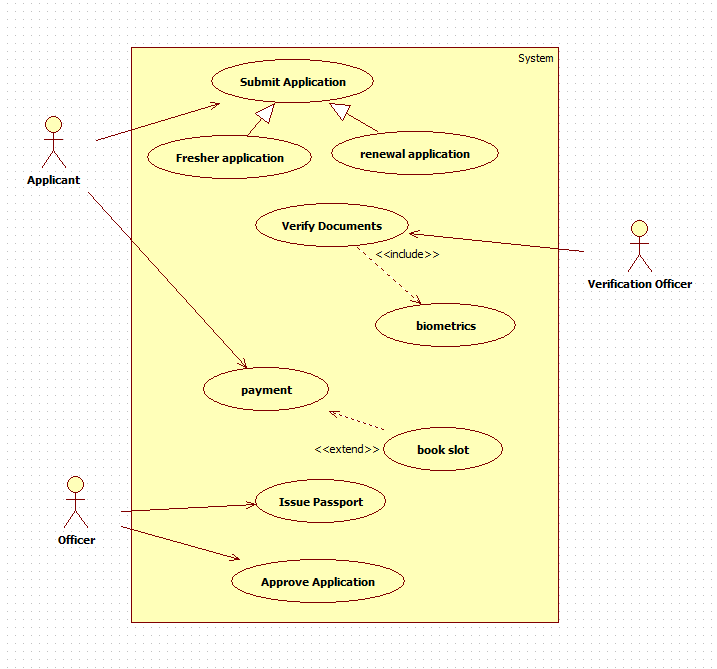 System
Submit Application
Fresher application
renewal application
Applicant
Verify Documents
<<include>>
Verification Officer
biometrics
payment
<<extend>>
book slot
Issue Passport
Officer
Approve Application